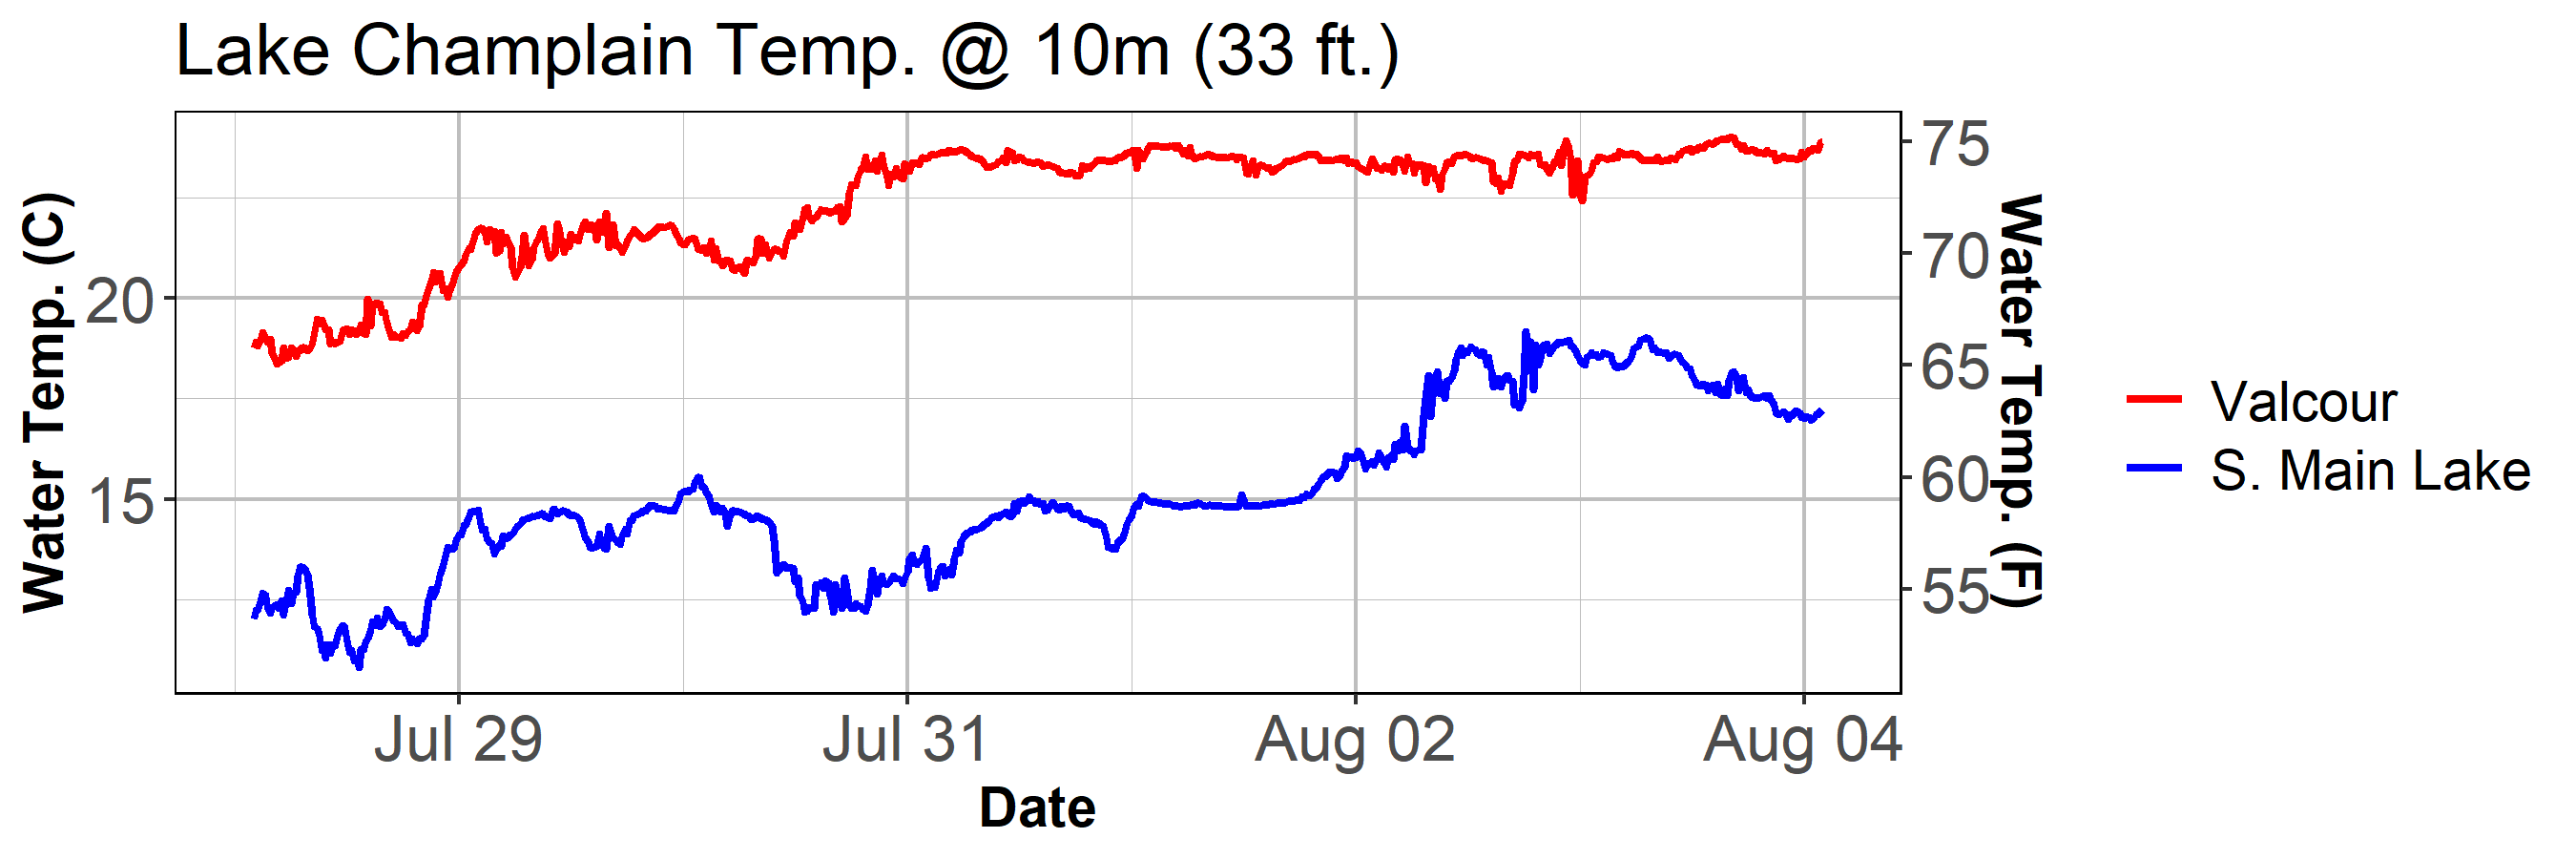 Lake Champlain Temp. @ 10m (33 ft.)
Water Temp. (C)
20
15
75
70
65
60
55
Water Temp. (F)
Valcour
S. Main Lake
Jul 29
Jul 31
Aug 02
Aug 04
Date